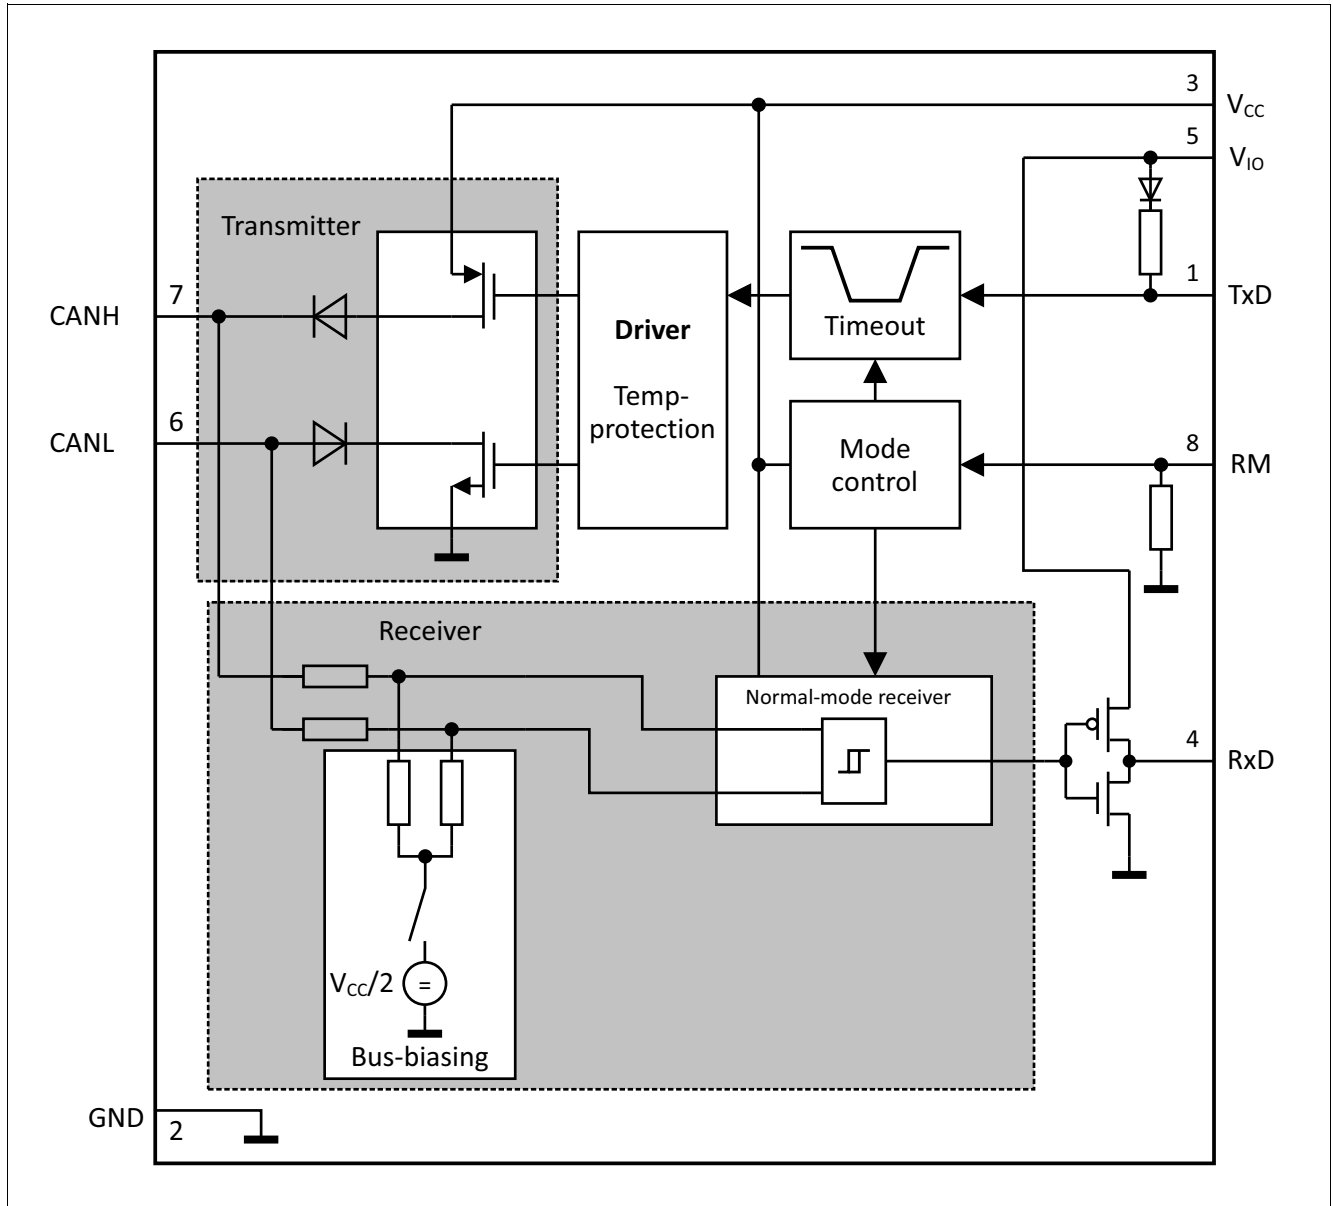 3
VCC
5
VIO
Transmitter
7
CANH
Driver
Temp-
protection
Timeout
1
TxD
6
CANL
Mode
control
8
RM
Receiver
Normal-mode receiver
4
RxD
VCC/2
=
Bus-biasing
GND
2